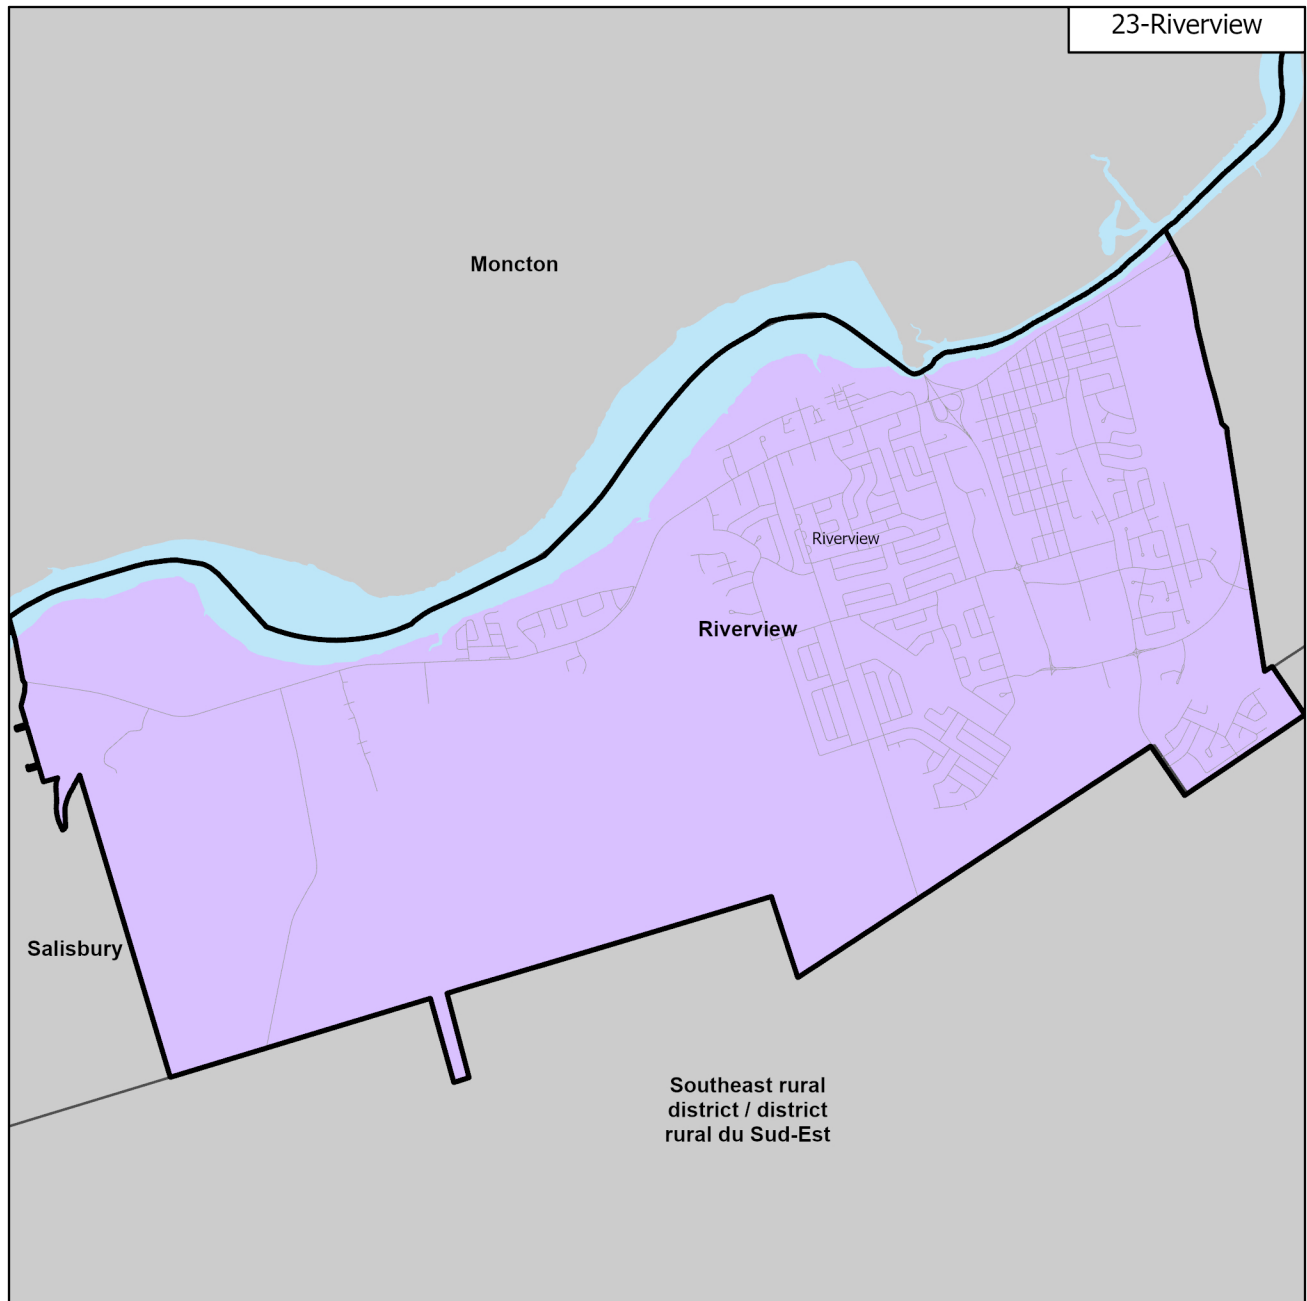 23-Riverview
Moncton
Riverview
Riverview
Salisbury
Southeast rural
district / district
rural du Sud-Est